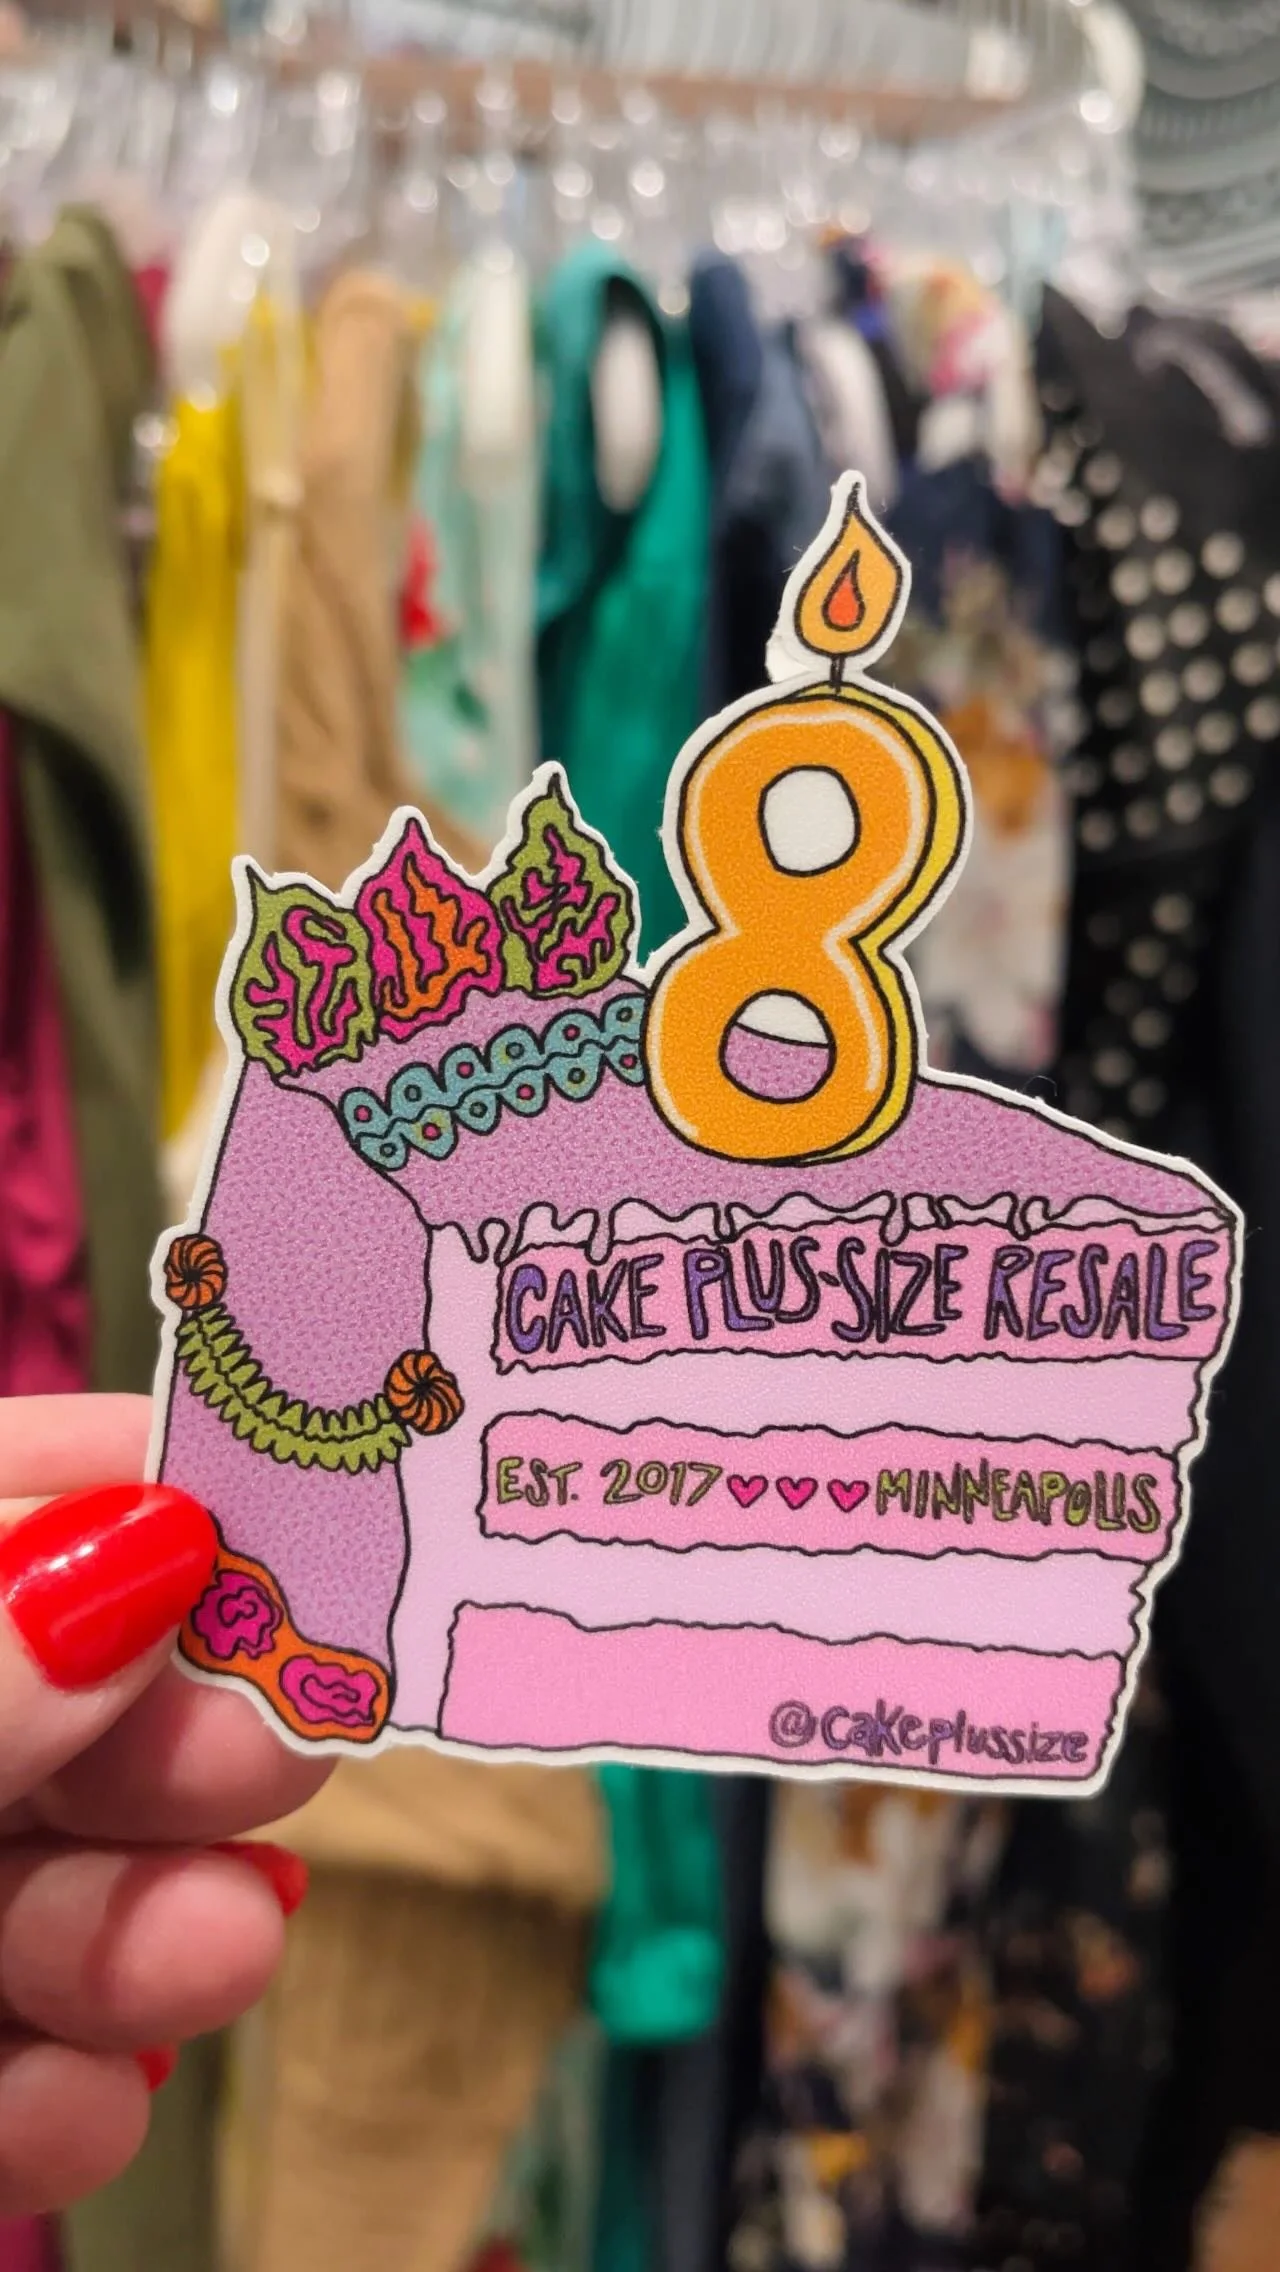 8
CAKE PLUS-SIZE RESALE
EST. 2017 ♥♥♥ MINNEAPOLIS
@cakeplussize